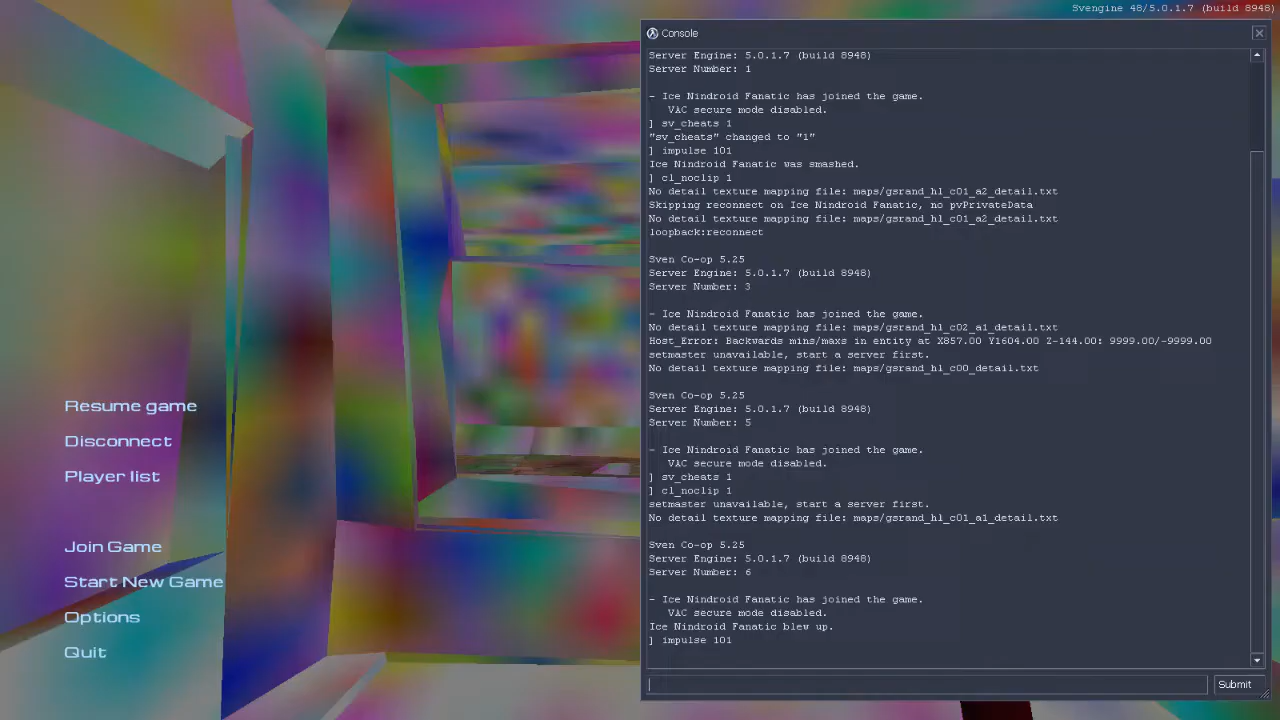 Svengine 48/5.0.1.7 (build 8948)
Console
Server Engine: 5.0.1.7 (build 8948)
Server Number: 1
- Ice Nindroid Fanatic has joined the game.
VAC secure mode disabled.
] sv_cheats 1
"sv_cheats" changed to "1"
] impulse 101
Ice Nindroid Fanatic was smashed.
] cl_noclip 1
No detail texture mapping file: maps/gsrand_hl_c01_a2_detail.txt
Skipping reconnect on Ice Nindroid Fanatic, no pvPrivateData
No detail texture mapping file: maps/gsrand_hl_c01_a2_detail.txt
loopback:reconnect
Sven Co-op 5.25
Server Engine: 5.0.1.7 (build 8948)
Server Number: 3
- Ice Nindroid Fanatic has joined the game.
No detail texture mapping file: maps/gsrand_hl_c02_a1_detail.txt
Host_Error: Backwards mins/maxs in entity at X857.00 Y1604.00 Z-144.00: 9999.00/-9999.00
setmaster unavailable, start a server first.
No detail texture mapping file: maps/gsrand_hl_c00_detail.txt
Sven Co-op 5.25
Server Engine: 5.0.1.7 (build 8948)
Server Number: 5
- Ice Nindroid Fanatic has joined the game.
VAC secure mode disabled.
] sv_cheats 1
] cl_noclip 1
setmaster unavailable, start a server first.
No detail texture mapping file: maps/gsrand_hl_c01_a1_detail.txt
Sven Co-op 5.25
Server Engine: 5.0.1.7 (build 8948)
Server Number: 6
- Ice Nindroid Fanatic has joined the game.
VAC secure mode disabled.
Ice Nindroid Fanatic blew up.
] impulse 101
Submit
Resume game
Disconnect
Player list
Join Game
Start New Game
Options
Quit